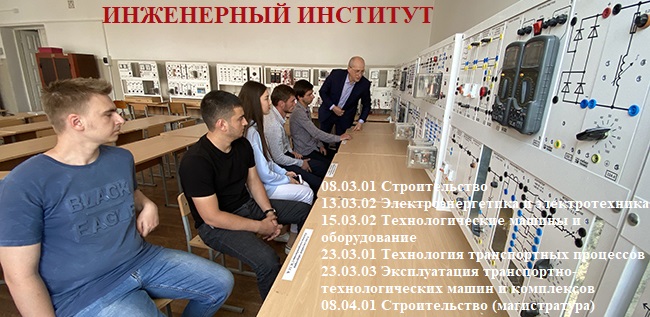 ИНЖЕНЕРНЫЙ ИНСТИТУТ
BLACK
EAGLE
08.03.01 Строительство
13.03.02 Электроэнергетика и электротехника
15.03.02 Технологические машины и
оборудование
23.03.01 Технология транспортных процессов
23.03.03 Эксплуатация транспортно-
технологических машин и комплексов
08.04.01 Строительство (магистратура)